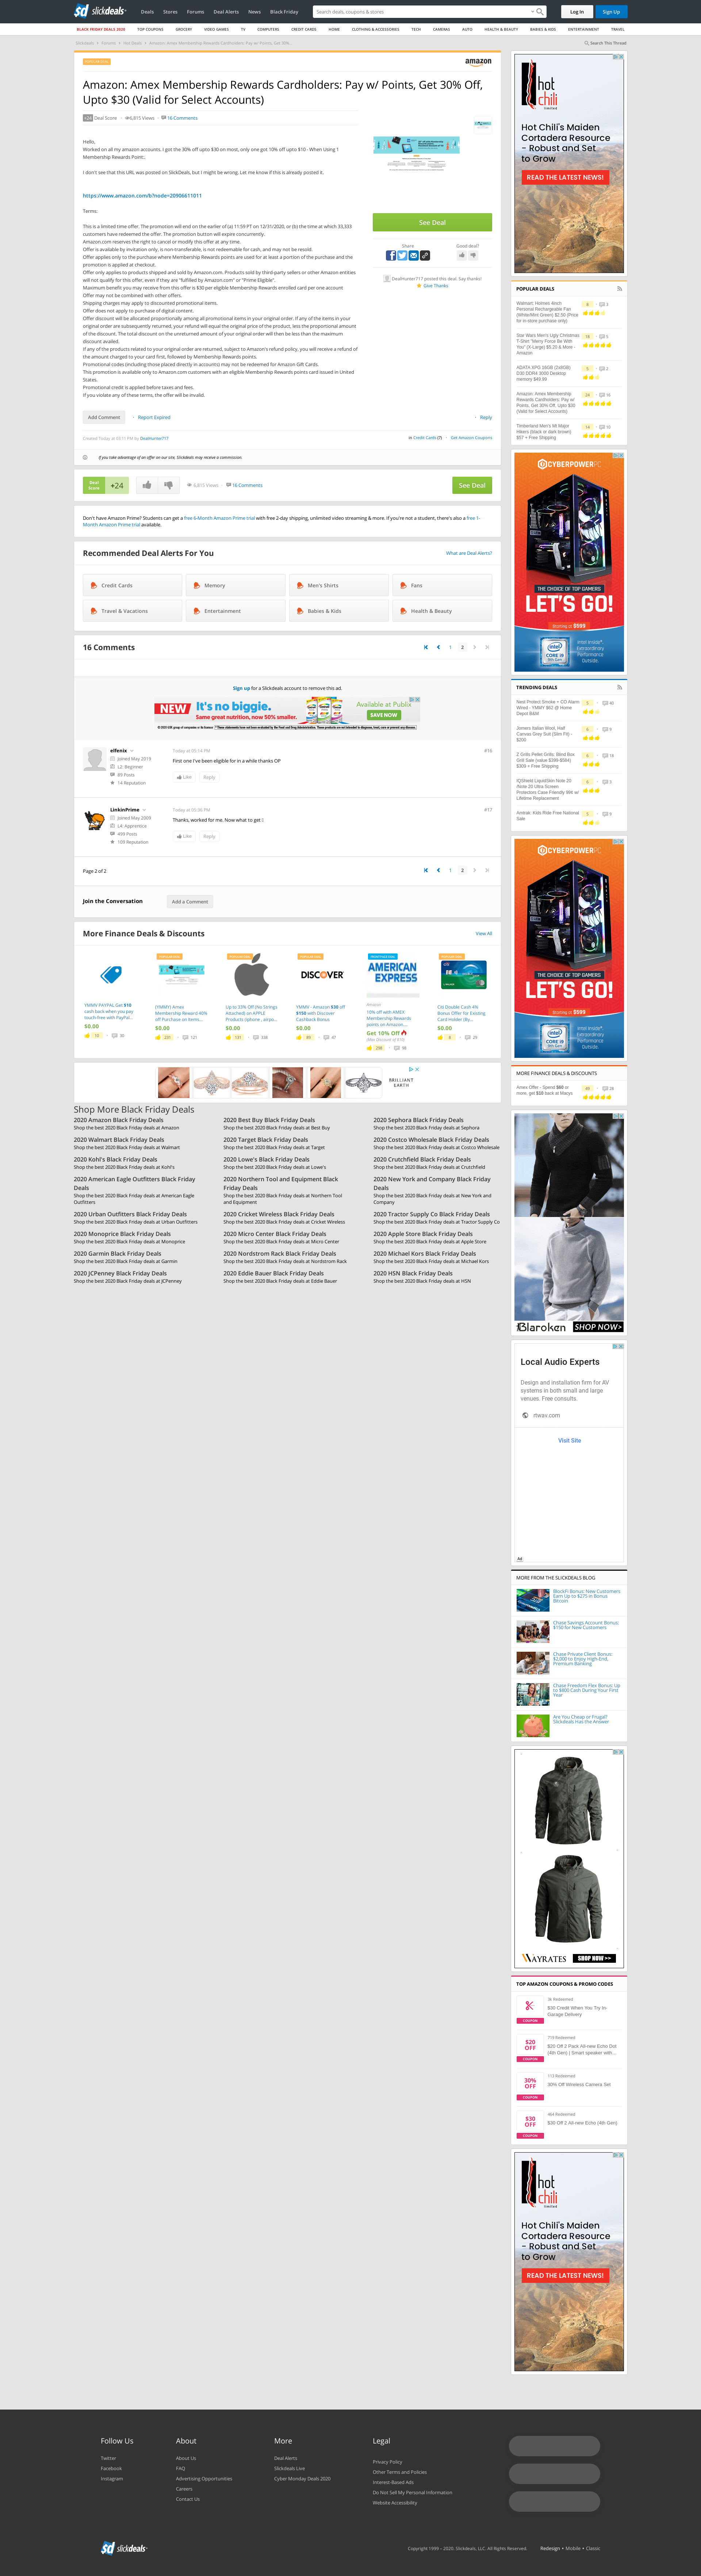 slickdeals
Deals Stores Forums Deal Alerts News Black Friday
Search deals, coupons & stores
Log In Sign Up
BLACK FRIDAY DEALS 2020 TOP COUPONS GROCERY VIDEO GAMES TV COMPUTERS CREDIT CARDS HOME CLOTHING & ACCESSORIES TECH CAMERAS AUTO HEALTH & BEAUTY BABIES & KIDS ENTERTAINMENT TRAVEL
Slickdeals Forums Hot Deals Amazon: Amex Membership Rewards Cardholders: Pay w/ Points, Get 30%...
Search This Thread
amazon
Amazon: Amex Membership Rewards Cardholders: Pay w/ Points, Get 30% Off,
Upto $30 (Valid for Select Accounts)
+24 Deal Score 6,815 Views 16 Comments
Hello,
Worked on all my amazon accounts. I got the 30% off upto $30 on most, only one got 10% off upto $10 - When Using 1
Membership Reward Point:.
I don't see that this URL was posted on SlickDeals, but I might be wrong. Let me know if this is already posted it.
https://www.amazon.com/b?node=20906611011
Terms:
This is a limited time offer. The promotion will end on the earlier of (a) 11:59 PT on 12/31/2020, or (b) the time at which 33,333
customers have redeemed the offer. The promotion code will expire concurrently.
Amazon.com reserves the right to cancel or modify this offer at any time.
Offer is available by invitation only, is non-transferable, is not redeemable for cash, and may not be resold.
Offer applies only to the purchase where Membership Rewards points are used for at least a portion of the purchase and the
promotion is applied at checkout.
Offer only applies to products shipped and sold by Amazon.com. Products sold by third-party sellers or other Amazon entities
will not qualify for this offer, even if "fulfilled by Amazon.com" or "Prime Eligible".
Maximum benefit you may receive from this offer is $30 off per eligible Membership Rewards enrolled card per one account
Offer may not be combined with other offers.
Shipping charges may apply to discounted promotional items.
Offer does not apply to purchase of digital content.
Offer discount will be allocated proportionally among all promotional items in your order. If any of the items in your
original order are subsequently returned, your refund will equal the original price of the product, less the proportion of
the discount. The total discount on the unreturned amount of your original order will not exceed the original amount of
discount availed.
If any of the products related to your original order are returned, subject to Amazon's refund policy, you will receive a refund of
the amount charged to your card first, followed by Membership Rewards points.
Promotional codes (including those placed directly in accounts) may not be redeemed for Amazon Gift Cards.
This promotion is available only to Amazon.com customers with an eligible Membership Rewards points card issued in United
States.
Promotional credit is applied before taxes and fees.
If you violate any of these terms, the offer will be invalid.
See Deal
Share Good deal?
DealHunter717 posted this deal. Say thanks!
Give Thanks
Add Comment Report Expired Reply
Created Today at 03:11 PM by DealHunter717
in Credit Cards (7) Get Amazon Coupons
If you take advantage of an offer on our site, Slickdeals may receive a commission.
Deal Score +24 6,815 Views 16 Comments See Deal
Don't have Amazon Prime? Students can get a free 6-Month Amazon Prime trial with free 2-day shipping, unlimited video streaming & more. If you're not a student, there's also a free 1-
Month Amazon Prime trial available.
Recommended Deal Alerts For You
What are Deal Alerts?
Credit Cards Memory Men's Shirts Fans
Travel & Vacations Entertainment Babies & Kids Health & Beauty
16 Comments
1 2
Sign up for a Slickdeals account to remove this ad.
NEW It's no biggie.
Same great nutrition, now 50% smaller.
Available at Publix
SAVE NOW
elfenix
Joined May 2013
L2: Beginner
89 Posts
14 Reputation
Today at 05:14 PM
#16
First one I've been eligible for in a while thanks OP
Like Reply
LinkinPrime
Joined May 2009
L4: Apprentice
499 Posts
109 Reputation
Today at 05:26 PM
#17
Thanks, worked for me. Now what to get :)
Like Reply
Page 2 of 2
1 2
Join the Conversation
Add a Comment
More Finance Deals & Discounts
View All
YMMV PAYPAL Get $10
cash back when you pay
touch free with PayPal...
$0.00
(YMMV) Amex
Membership Reward 40%
off Purchase on items...
$0.00
Up to 33% Off (No Strings
Attached) on APPLE
Products (iphone , airpo...
$0.00
DISCOVER
YMMV - Amazon $30 off
$150 with Discover
Cashback Bonus
$0.00
AMERICAN EXPRESS
Amazon
10% off with AMEX
Membership Rewards
points on Amazon...
Get 10% Off
(Max Discount of $10)
Citi Double Cash 4%
Bonus Offer for Existing
Card Holder (By...
$0.00
BRILLIANT
EARTH
Shop More Black Friday Deals
2020 Amazon Black Friday Deals
Shop the best 2020 Black Friday deals at Amazon
2020 Best Buy Black Friday Deals
Shop the best 2020 Black Friday deals at Best Buy
2020 Sephora Black Friday Deals
Shop the best 2020 Black Friday deals at Sephora
2020 Walmart Black Friday Deals
Shop the best 2020 Black Friday deals at Walmart
2020 Target Black Friday Deals
Shop the best 2020 Black Friday deals at Target
2020 Costco Wholesale Black Friday Deals
Shop the best 2020 Black Friday deals at Costco Wholesale
2020 Kohl's Black Friday Deals
Shop the best 2020 Black Friday deals at Kohl's
2020 Lowe's Black Friday Deals
Shop the best 2020 Black Friday deals at Lowe's
2020 Crutchfield Black Friday Deals
Shop the best 2020 Black Friday deals at Crutchfield
2020 American Eagle Outfitters Black Friday
Deals
Shop the best 2020 Black Friday deals at American Eagle
Outfitters
2020 Northern Tool and Equipment Black
Friday Deals
Shop the best 2020 Black Friday deals at Northern Tool
and Equipment
2020 New York and Company Black Friday
Deals
Shop the best 2020 Black Friday deals at New York and
Company
2020 Urban Outfitters Black Friday Deals
Shop the best 2020 Black Friday deals at Urban Outfitters
2020 Cricket Wireless Black Friday Deals
Shop the best 2020 Black Friday deals at Cricket Wireless
2020 Tractor Supply Co Black Friday Deals
Shop the best 2020 Black Friday deals at Tractor Supply Co
2020 Monoprice Black Friday Deals
Shop the best 2020 Black Friday deals at Monoprice
2020 Micro Center Black Friday Deals
Shop the best 2020 Black Friday deals at Micro Center
2020 Apple Store Black Friday Deals
Shop the best 2020 Black Friday deals at Apple Store
2020 Garmin Black Friday Deals
Shop the best 2020 Black Friday deals at Garmin
2020 Nordstrom Rack Black Friday Deals
Shop the best 2020 Black Friday deals at Nordstrom Rack
2020 Michael Kors Black Friday Deals
Shop the best 2020 Black Friday deals at Michael Kors
2020 JCPenney Black Friday Deals
Shop the best 2020 Black Friday deals at JCPenney
2020 Eddie Bauer Black Friday Deals
Shop the best 2020 Black Friday deals at Eddie Bauer
2020 HSN Black Friday Deals
Shop the best 2020 Black Friday deals at HSN
hot chili
Hot Chili's Maiden
Cortadera Resource
- Robust and Set
to Grow
READ THE LATEST NEWS!
POPULAR DEALS
Walmart: Holmes 4inch
Personal Rechargeable Fan
(White/Mint Green) $2.50 (Price
for in-store purchase only)
Star Wars Men's Ugly Christmas
T-Shirt "Merry Force Be With
You" (X-Large) $5.20 & More -
Amazon
ADATA XPG 16GB (2x8GB)
D30 DDR4 3000 Desktop
memory $49.99
Amazon: Amex Membership
Rewards Cardholders: Pay w/
Points, Get 30% Off, Upto $30
(Valid for Select Accounts)
Timberland Men's Mt Major
Hikers (black or dark brown)
$57 + Free Shipping
CYBERPOWERPC
THE CHOICE OF TOP GAMERS
LET'S GO!
Starting at $599
Intel Inside®.
Extraordinary
Performance
Outside.
TRENDING DEALS
Nest Protect Smoke + CO Alarm
Wired - YMMV $62 @ Home
Depot B&M
Joiners Italian Wool, Half
Canvas Grey Suit (Slim Fit) -
$200
Z Grills Pellet Grills: Blind Box
Grill Sale (value $399-$584)
$309 + Free Shipping
IQShield LiquidSkin Note 20
/Note 20 Ultra Screen
Protectors Case Friendly 99¢ w/
Lifetime Replacement
Amtrak: Kids Ride Free National
Sale
CYBERPOWERPC
THE CHOICE OF TOP GAMERS
LET'S GO!
Starting at $599
Intel Inside®.
Extraordinary
Performance
Outside.
MORE FINANCE DEALS & DISCOUNTS
Amex Offer - Spend $60 or
more, get $10 back at Macys
Blaroken SHOP NOW>
Local Audio Experts
Design and installation firm for AV
systems in both small and large
venues. Free consults.
rtwav.com
Visit Site
Ad
MORE FROM THE SLICKDEALS BLOG
BlockFi Bonus: New Customers
Earn Up to $275 in Bonus
Bitcoin
Chase Savings Account Bonus:
$150 for New Customers
Chase Private Client Bonus:
$2,000 to Enjoy High-End,
Premium Banking
Chase Freedom Flex Bonus: Up
to $800 Cash During Your First
Year
Are You Cheap or Frugal?
Slickdeals Has the Answer
WAYRATES SHOP NOW >>
TOP AMAZON COUPONS & PROMO CODES
3k Redeemed
$30 Credit When You Try In-
Garage Delivery
COUPON
719 Redeemed
$20 OFF
$20 Off 2 Pack All-new Echo Dot
(4th Gen) | Smart speaker with...
COUPON
113 Redeemed
30% OFF
30% Off Wireless Camera Set
COUPON
464 Redeemed
$30 OFF
$30 Off 2 All-new Echo (4th Gen)
COUPON
hot chili
Hot Chili's Maiden
Cortadera Resource
- Robust and Set
to Grow
READ THE LATEST NEWS!
Follow Us
Twitter
Facebook
Instagram
About
About Us
FAQ
Advertising Opportunities
Careers
Contact Us
More
Deal Alerts
Slickdeals Live
Cyber Monday Deals 2020
Legal
Privacy Policy
Other Terms and Policies
Interest-Based Ads
Do Not Sell My Personal Information
Website Accessibility
slickdeals
Copyright 1999 - 2020. Slickdeals, LLC. All Rights Reserved. Redesign • Mobile • Classic